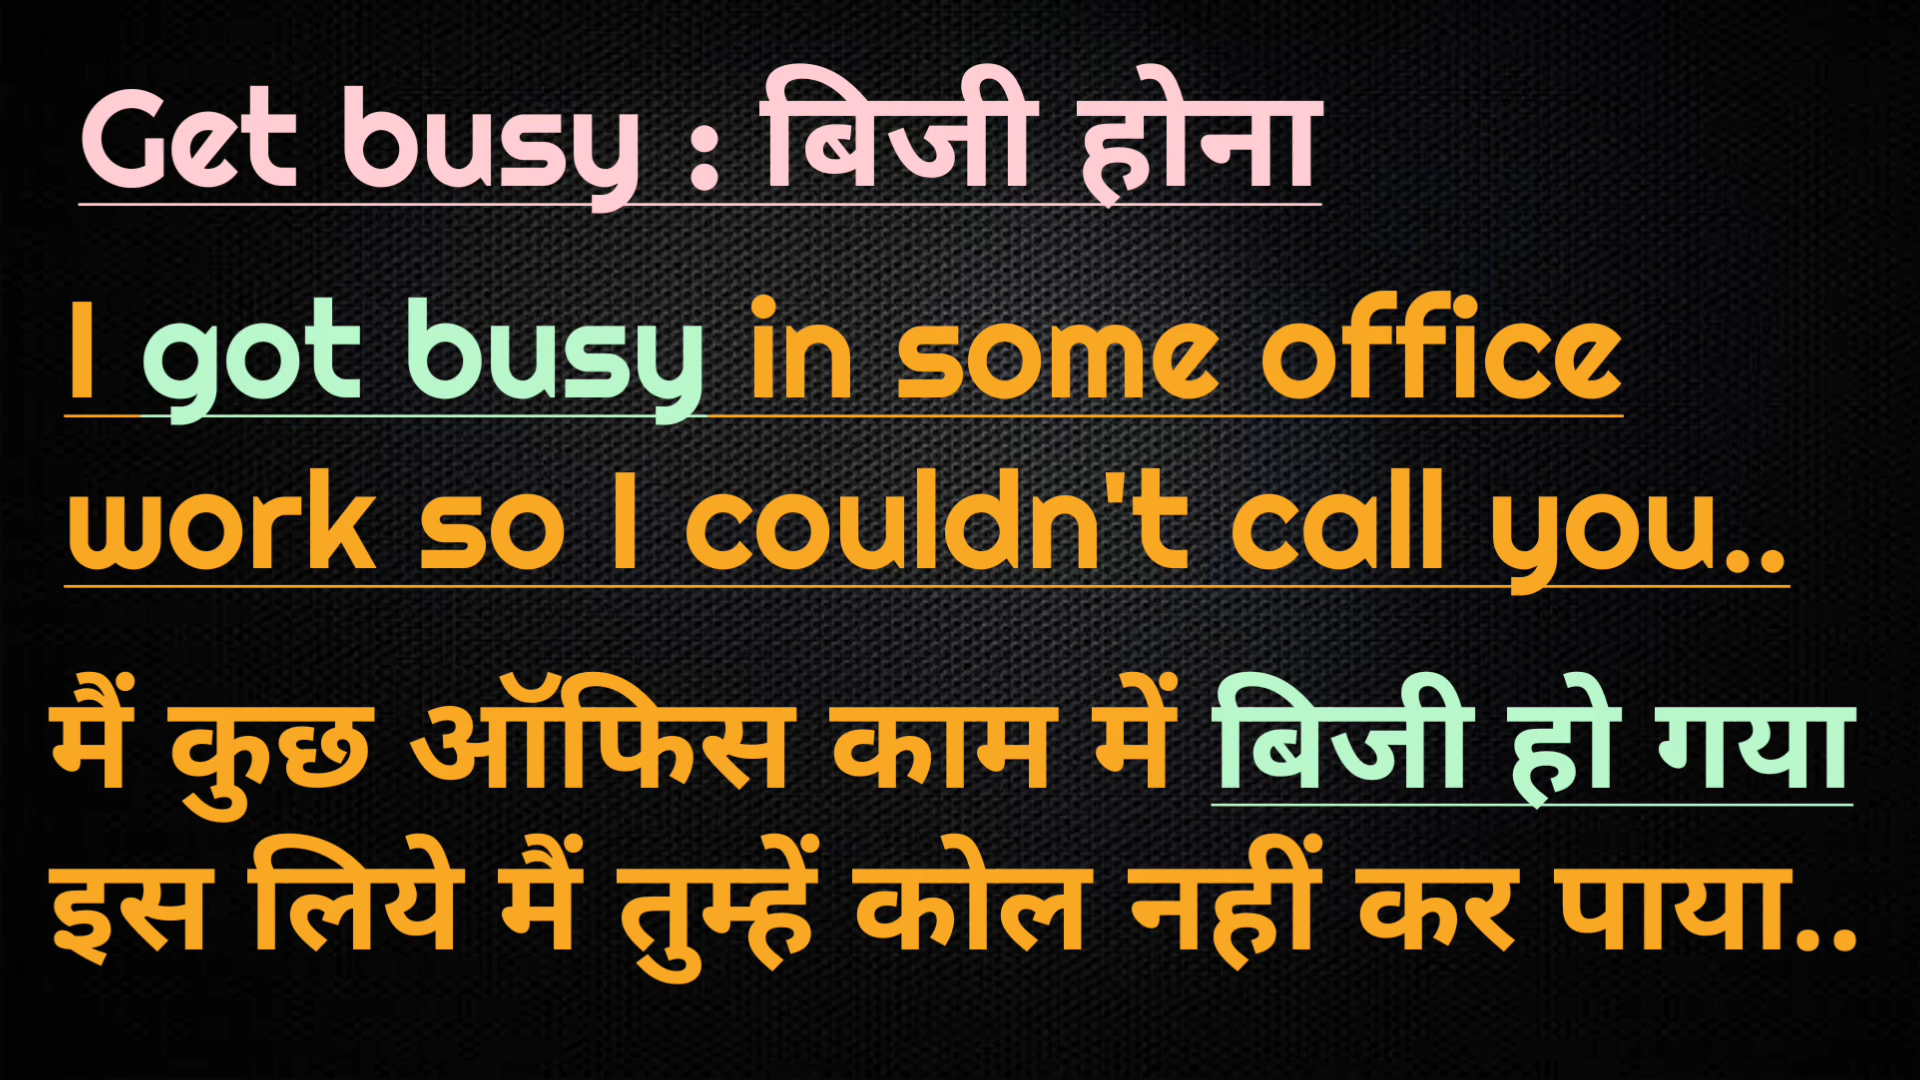 Get busy : बिजी होना
I got busy in some office
work so I couldn't call you..
मैं कुछ ऑफिस काम में बिजी हो गया
इस लिये मैं तुम्हें कोल नहीं कर पाया..